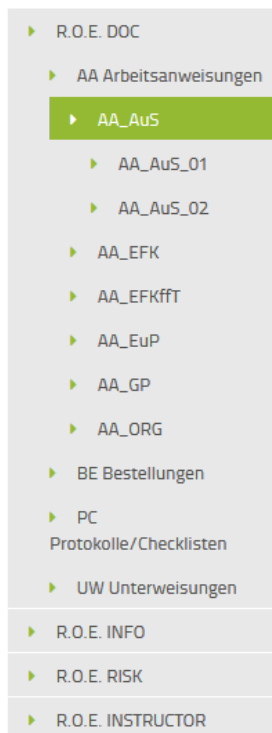 R.O.E. DOC
AA Arbeitsanweisungen
AA_AuS
AA_AuS_01
AA_AuS_02
AA_EFK
AA_EFKffT
AA_EuP
AA_GP
AA_ORG
BE Bestellungen
PC
Protokolle/Checklisten
UW Unterweisungen
R.O.E. INFO
R.O.E. RISK
R.O.E. INSTRUCTOR